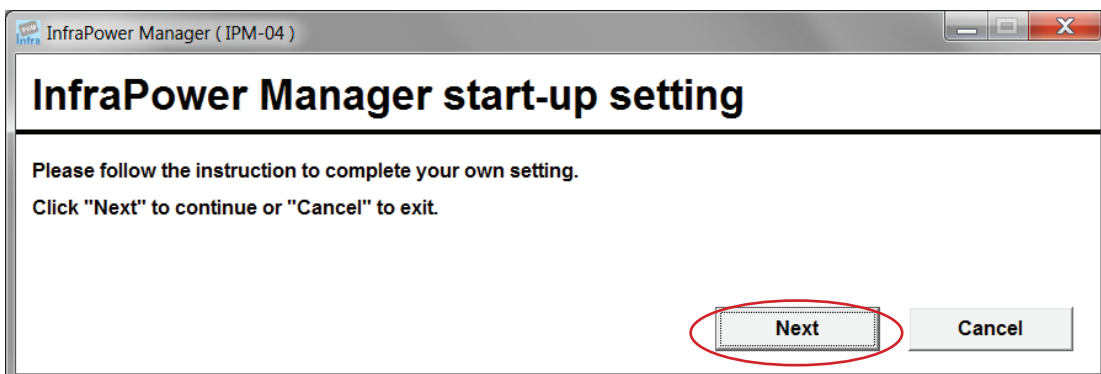 InfraPower Manager ( IPM-04 )
InfraPower Manager start-up setting
Please follow the instruction to complete your own setting.
Click "Next" to continue or "Cancel" to exit.
Next Cancel